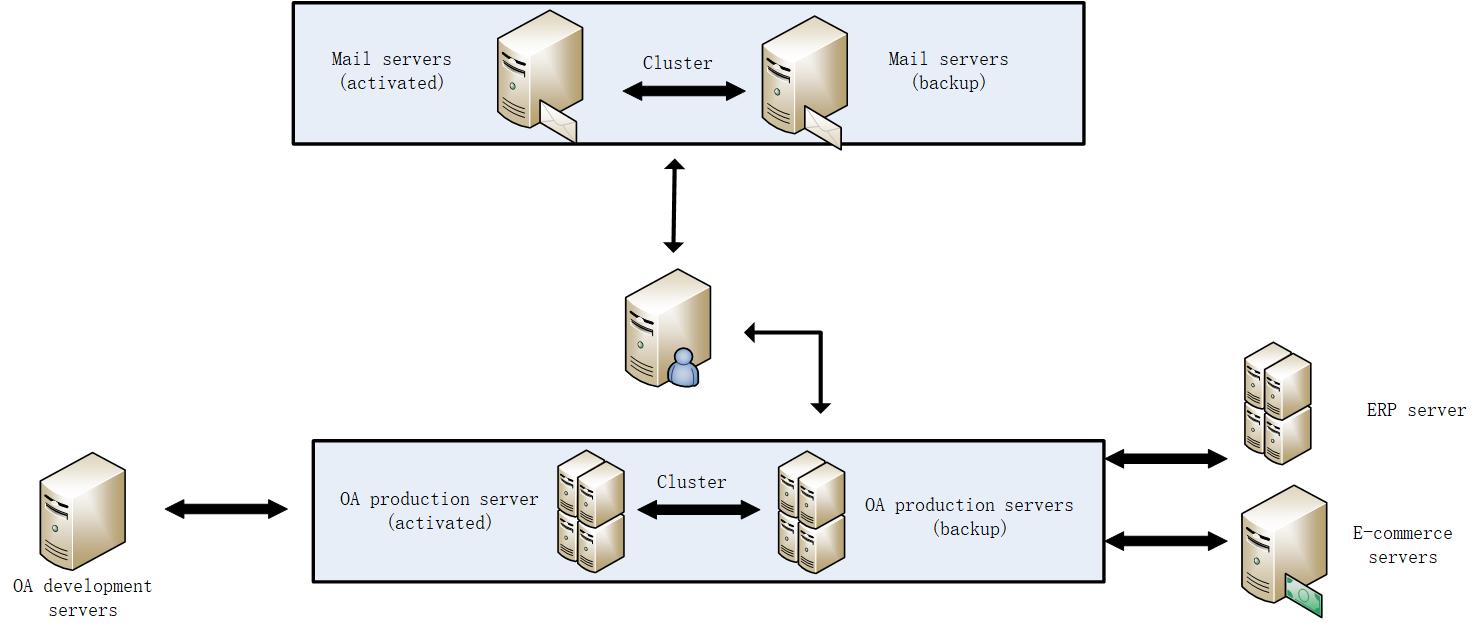 Mail servers
(activated)
Cluster
Mail servers
(backup)
ERP server
OA production server
(activated)
Cluster
OA production servers
(backup)
E-commerce
servers
OA development
servers